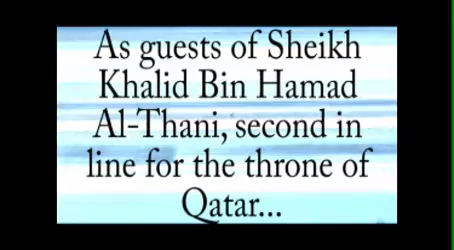 As guests of Sheikh
Khalid Bin Hamad
Al-Thani, second in
line for the throne of
Qatar...